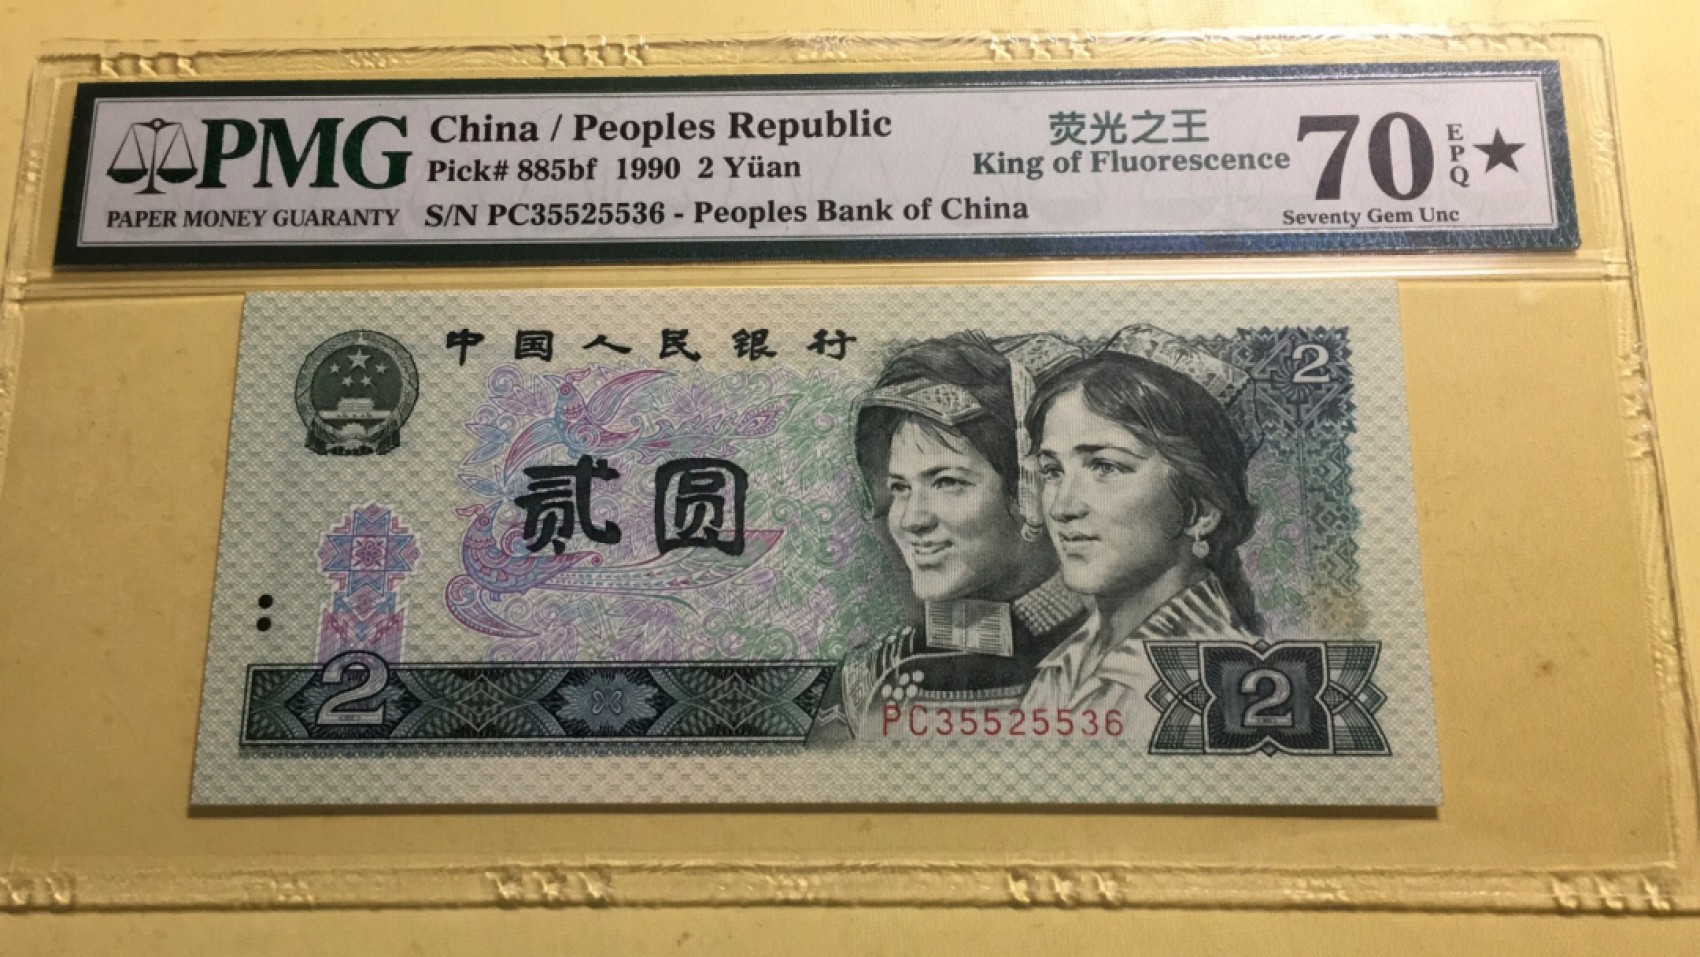 PMG
PAPER MONEY GUARANTY
China / Peoples Republic
Pick# 885bf 1990 2 Yüan
S/N PC35525536 - Peoples Bank of China
荧光之王
King of Fluorescence
70 EPQ ★
Seventy Gem Unc
中国人民银行
2
贰圆
2
PC35525536
2